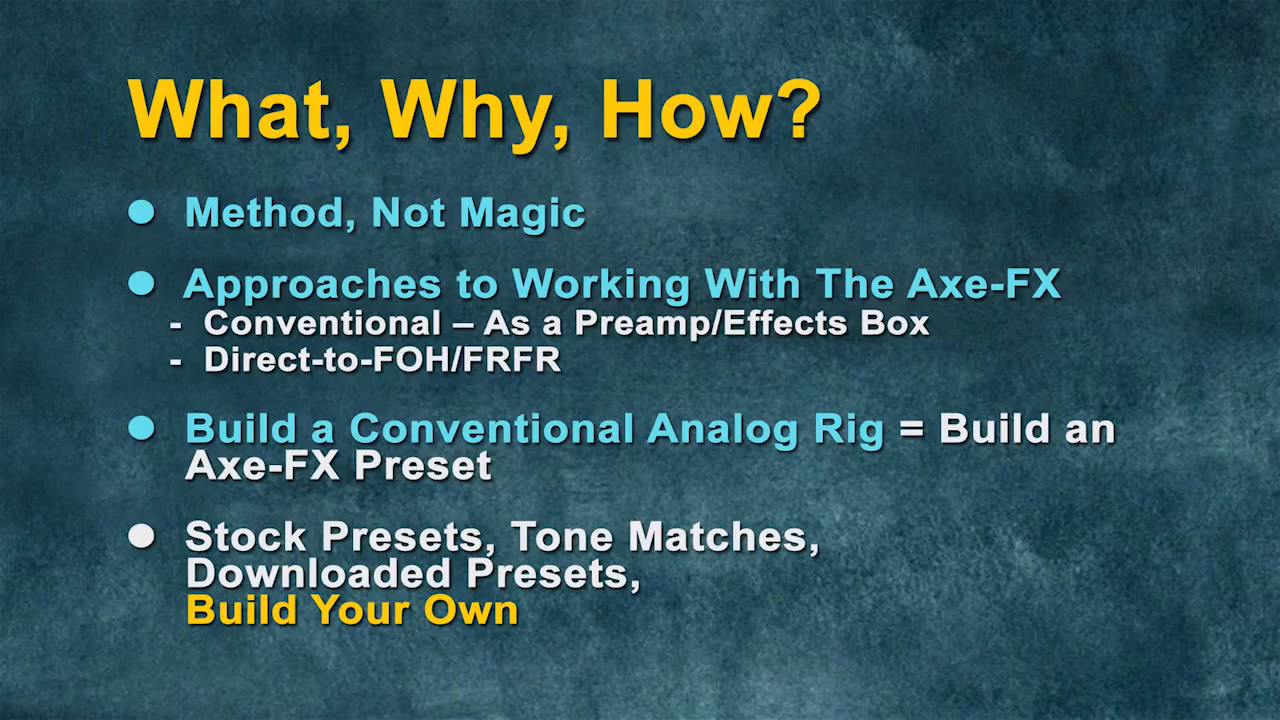 What, Why, How?
● Method, Not Magic
● Approaches to Working With The Axe-FX
- Conventional – As a Preamp/Effects Box
- Direct-to-FOH/FRFR
● Build a Conventional Analog Rig = Build an
Axe-FX Preset
● Stock Presets, Tone Matches,
Downloaded Presets,
Build Your Own